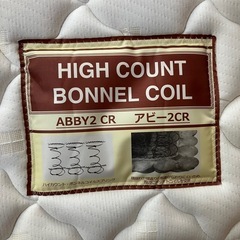 HIGH COUNT
BONNEL COIL
ABBY2 CR アビー2CR